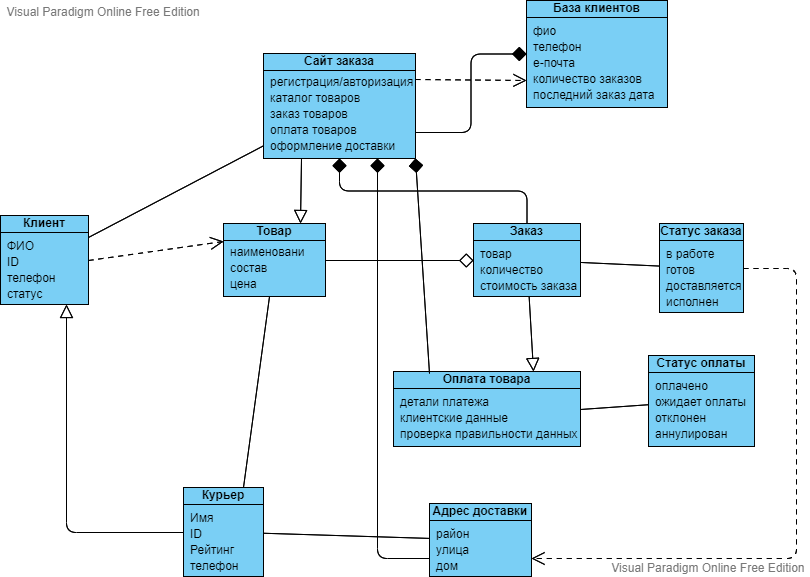 Visual Paradigm Online Free Edition
База клиентов
фио
телефон
е-почта
количество заказов
последний заказ дата
Сайт заказа
регистрация/авторизация
каталог товаров
заказ товаров
оплата товаров
оформление доставки
Клиент
ФИО
ID
телефон
статус
Товар
наименовани
состав
цена
Заказ
товар
количество
стоимость заказа
Статус заказа
в работе
готов
доставляется
исполнен
Оплата товара
детали платежа
клиентские данные
проверка правильности данных
Статус оплаты
оплачено
ожидает оплаты
отклонен
аннулирован
Курьер
Имя
ID
Рейтинг
телефон
Адрес доставки
район
улица
дом
Visual Paradigm Online Free Edition